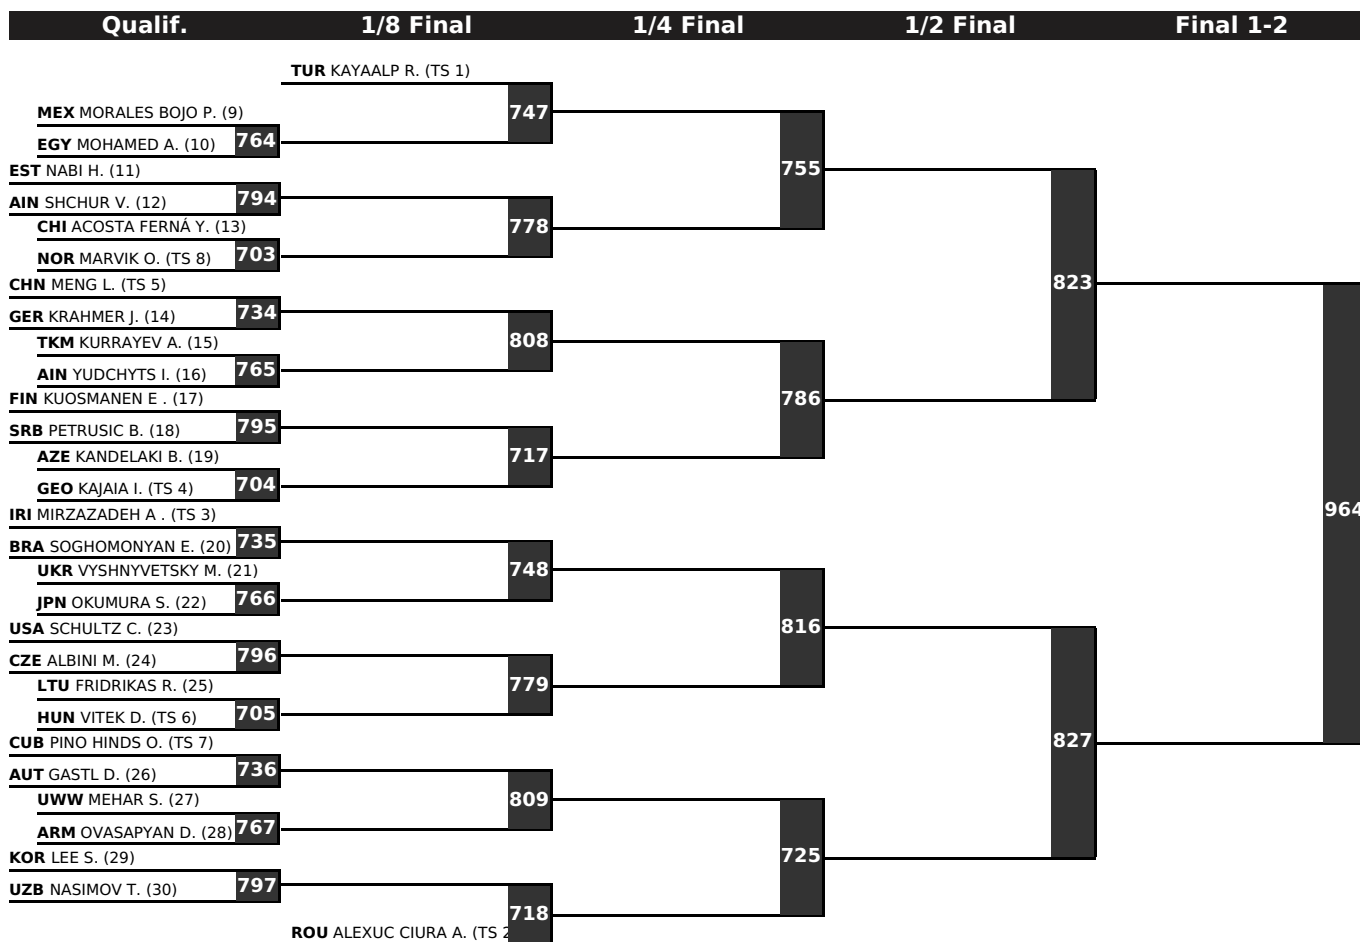 Qualif. 1/8 Final 1/4 Final 1/2 Final Final 1-2
TUR KAYAALP R. (TS 1)
MEX MORALES BOJO P. (9)
747
EGY MOHAMED A. (10)
764
EST NABI H. (11)
755
AIN SHCHUR V. (12)
794
CHI ACOSTA FERNÁ Y. (13)
778
NOR MARVIK O. (TS 8)
703
CHN MENG L. (TS 5)
823
GER KRAHMER J. (14)
734
TKM KURRAYEV A. (15)
808
AIN YUDCHYTS I. (16)
765
FIN KUOSMANEN E . (17)
786
SRB PETRUSIC B. (18)
795
AZE KANDELAKI B. (19)
717
GEO KAJAIA I. (TS 4)
704
IRI MIRZAZADEH A . (TS 3)
964
BRA SOGHOMONYAN E. (20)
735
UKR VYSHNYVETSKY M. (21)
748
JPN OKUMURA S. (22)
766
USA SCHULTZ C. (23)
816
CZE ALBINI M. (24)
796
LTU FRIDRIKAS R. (25)
779
HUN VITEK D. (TS 6)
705
CUB PINO HINDS O. (TS 7)
827
AUT GASTL D. (26)
736
UWW MEHAR S. (27)
809
ARM OVASAPYAN D. (28)
767
KOR LEE S. (29)
725
UZB NASIMOV T. (30)
797
718
ROU ALEXUC CIURA A. (TS 2